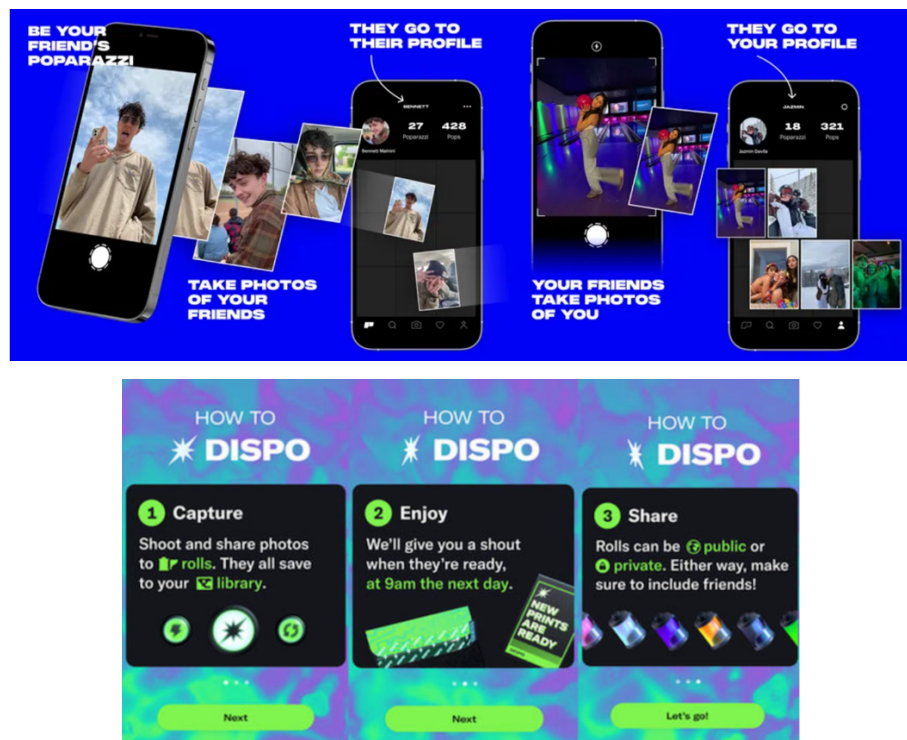 BE YOUR
FRIEND'S
POPARAZZI
THEY GO TO
THEIR PROFILE
BENNETT
27
Poparazzi
428
Pops
Bennett Mannini
TAKE PHOTOS
OF YOUR
FRIENDS
THEY GO TO
YOUR PROFILE
JAZMIN
18
Poparazzi
321
Pops
Jazmin Davila
YOUR FRIENDS
TAKE PHOTOS
OF YOU
HOW TO
DISPO
1 Capture
Shoot and share photos
to rolls. They all save
to your library.
Next
HOW TO
DISPO
2 Enjoy
We'll give you a shout
when they're ready,
at 9am the next day.
NEW
PRINTS
ARE
READY
Next
HOW TO
DISPO
3 Share
Rolls can be public or
private. Either way, make
sure to include friends!
Let's go!